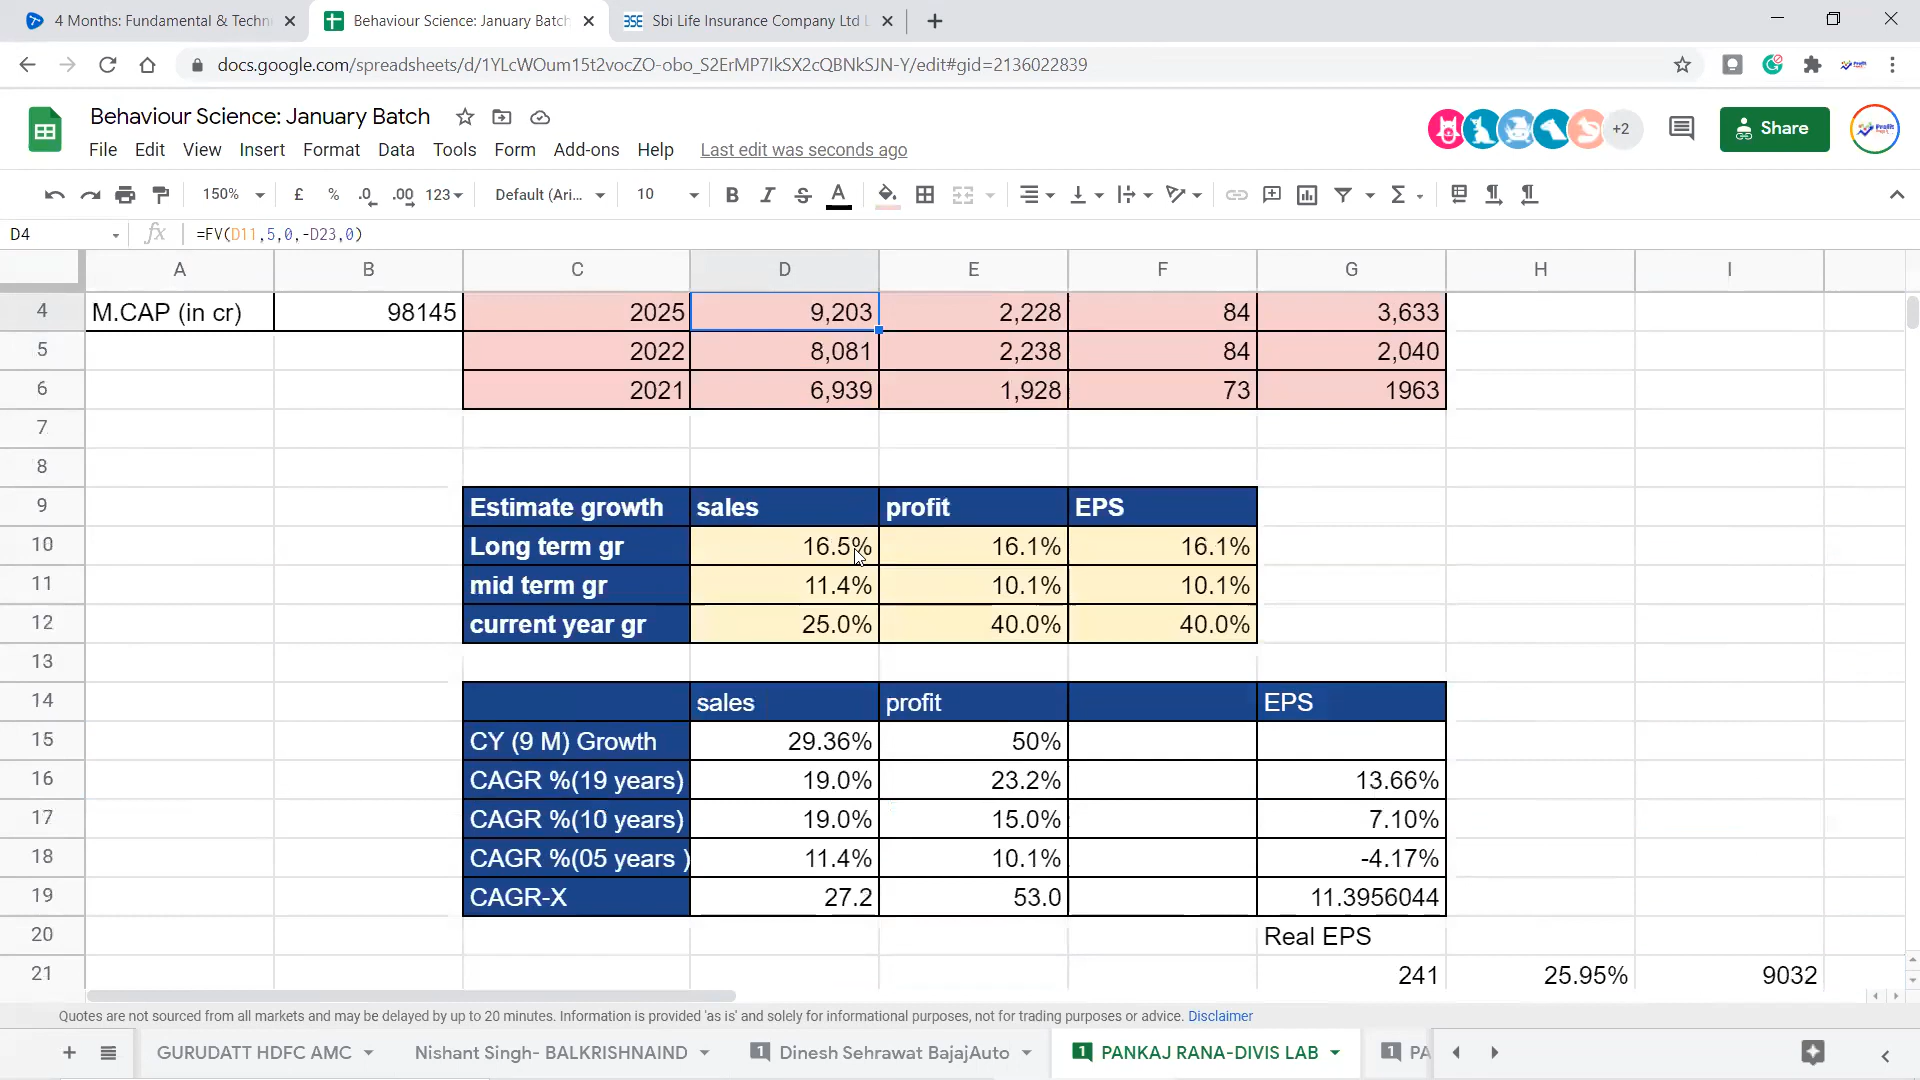 4 Months: Fundamental & Techn
Behaviour Science: January Batch
Sbi Life Insurance Company Ltd L
docs.google.com/spreadsheets/d/1YLcWOum15t2vocZO-obo_S2ErMP7IkSX2cQBNkSJN-Y/edit#gid=2136022839
Behaviour Science: January Batch
File Edit View Insert Format Data Tools Form Add-ons Help Last edit was seconds ago
+2
Share
150% £ % .0 .00 123 Default (Ari... 10
D4 fx =FV(D11,5,0,-D23,0)
A B C D E F G H I
4 M.CAP (in cr) 98145 2025 9,203 2,228 84 3,633
5 2022 8,081 2,238 84 2,040
6 2021 6,939 1,928 73 1963
7
8
9 Estimate growth sales profit EPS
10 Long term gr 16.5% 16.1% 16.1%
11 mid term gr 11.4% 10.1% 10.1%
12 current year gr 25.0% 40.0% 40.0%
13
14 sales profit EPS
15 CY (9 M) Growth 29.36% 50%
16 CAGR %(19 years) 19.0% 23.2% 13.66%
17 CAGR %(10 years) 19.0% 15.0% 7.10%
18 CAGR %(05 years ) 11.4% 10.1% -4.17%
19 CAGR-X 27.2 53.0 11.3956044
20 Real EPS
21 241 25.95% 9032
Quotes are not sourced from all markets and may be delayed by up to 20 minutes. Information is provided 'as is' and solely for informational purposes, not for trading purposes or advice. Disclaimer
GURUDATT HDFC AMC Nishant Singh- BALKRISHNAIND 1 Dinesh Sehrawat BajajAuto 1 PANKAJ RANA-DIVIS LAB 1 PA